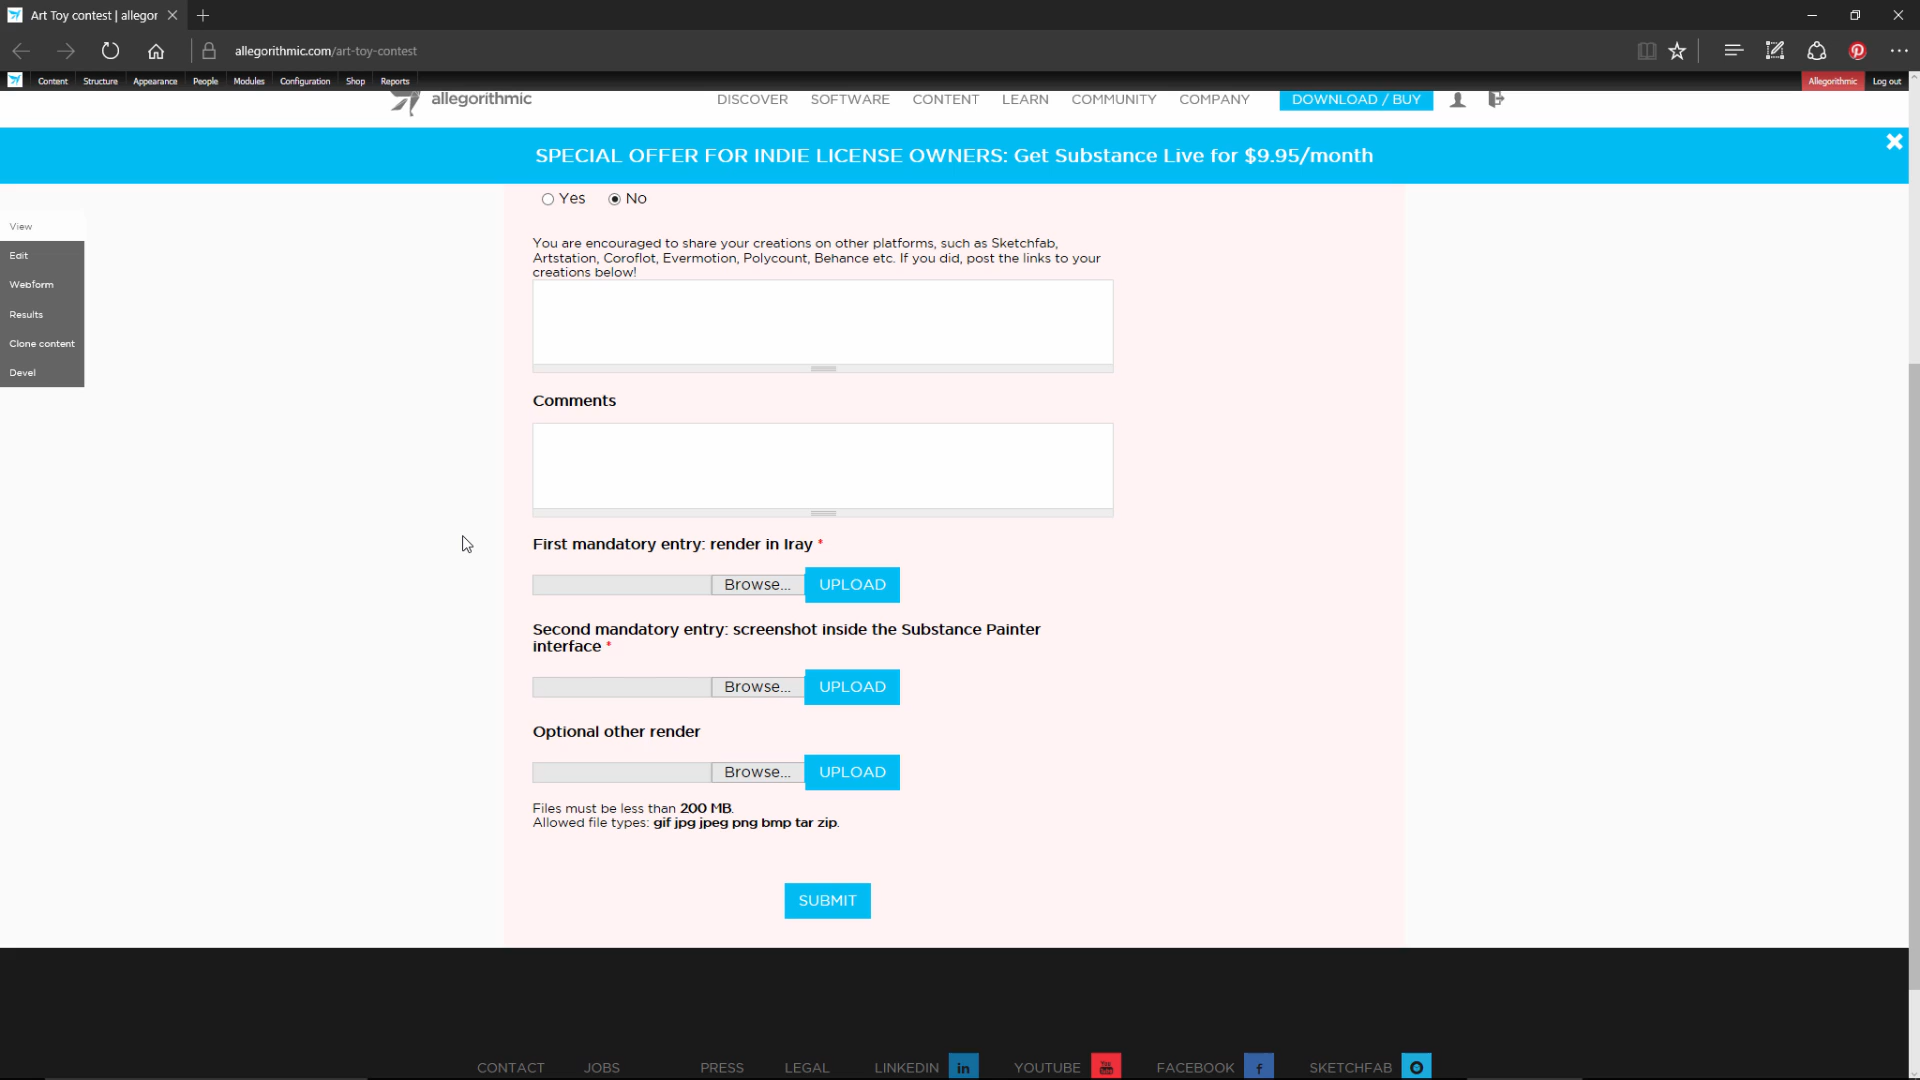 Art Toy contest | allegor
allegorithmic.com/art-toy-contest
Content Structure Appearance People Modules Configuration Shop Reports
Allegorithmic Log out
allegorithmic
DISCOVER SOFTWARE CONTENT LEARN COMMUNITY COMPANY DOWNLOAD / BUY
SPECIAL OFFER FOR INDIE LICENSE OWNERS: Get Substance Live for $9.95/month
View
Edit
Webform
Results
Clone content
Devel
Yes No
You are encouraged to share your creations on other platforms, such as Sketchfab,
Artstation, Coroflot, Evermotion, Polycount, Behance etc. If you did, post the links to your
creations below!
Comments
First mandatory entry: render in Iray *
Browse... UPLOAD
Second mandatory entry: screenshot inside the Substance Painter
interface *
Browse... UPLOAD
Optional other render
Browse... UPLOAD
Files must be less than 200 MB.
Allowed file types: gif jpg jpeg png bmp tar zip.
SUBMIT
CONTACT JOBS PRESS LEGAL LINKEDIN in YOUTUBE You Tube FACEBOOK f SKETCHFAB